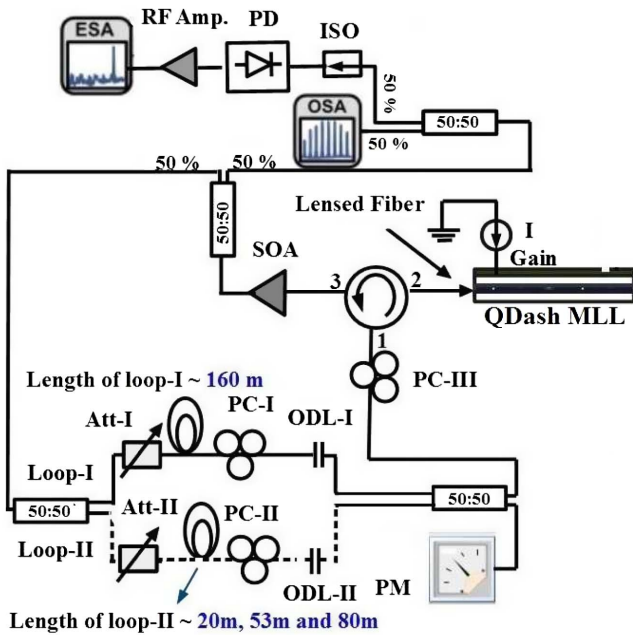 ESA
RF Amp.
PD
ISO
50 %
OSA
50:50
50 %
50 %
50 %
50:50
Lensed Fiber
I
Gain
SOA
3
2
1
QDash MLL
PC-III
Length of loop-I ~ 160 m
Att-I
PC-I
ODL-I
Loop-I
50:50
Att-II
PC-II
50:50
Loop-II
ODL-II
PM
Length of loop-II ~ 20m, 53m and 80m